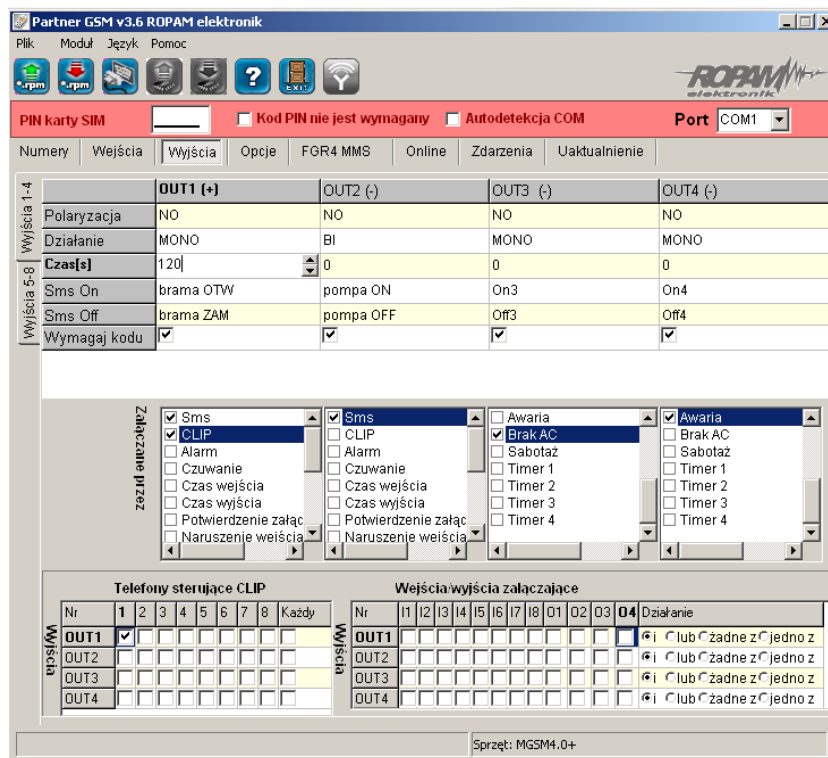 Partner GSM v3.6 ROPAM elektronik
Plik Moduł Język Pomoc
*.rpm *.rpm ? EXIT ROPAM
elektronik
PIN karty SIM Kod PIN nie jest wymagany Autodetekcja COM Port COM1
Numery Wejścia Wyjścia Opcje FGR4 MMS Online Zdarzenia Uaktualnienie
Wyjścia 1-4
Wyjścia 5-8
OUT1 (+) OUT2 (-) OUT3 (-) OUT4 (-)
Polaryzacja NO NO NO NO
Działanie MONO BI MONO MONO
Czas[s] 120 0 0 0
Sms On brama OTW pompa ON On3 On4
Sms Off brama ZAM pompa OFF Off3 Off4
Wymagaj kodu
Załączane przez
Sms Sms Awaria Awaria
CLIP CLIP Brak AC Brak AC
Alarm Alarm Sabotaż Sabotaż
Czuwanie Czuwanie Timer 1 Timer 1
Czas wejścia Czas wejścia Timer 2 Timer 2
Czas wyjścia Czas wyjścia Timer 3 Timer 3
Potwierdzenie załąc Potwierdzenie załąc Timer 4 Timer 4
Naruszenie wejścia Naruszenie wejścia
Telefony sterujące CLIP Wejścia/wyjścia załączające
Wyjścia Wyjścia
Nr 1 2 3 4 5 6 7 8 Każdy Nr I1 I2 I3 I4 I5 I6 I7 I8 O1 O2 O3 O4 Działanie
OUT1 OUT1 i lub żadne z jedno z
OUT2 OUT2 i lub żadne z jedno z
OUT3 OUT3 i lub żadne z jedno z
OUT4 OUT4 i lub żadne z jedno z
Sprzęt: MGSM4.0+